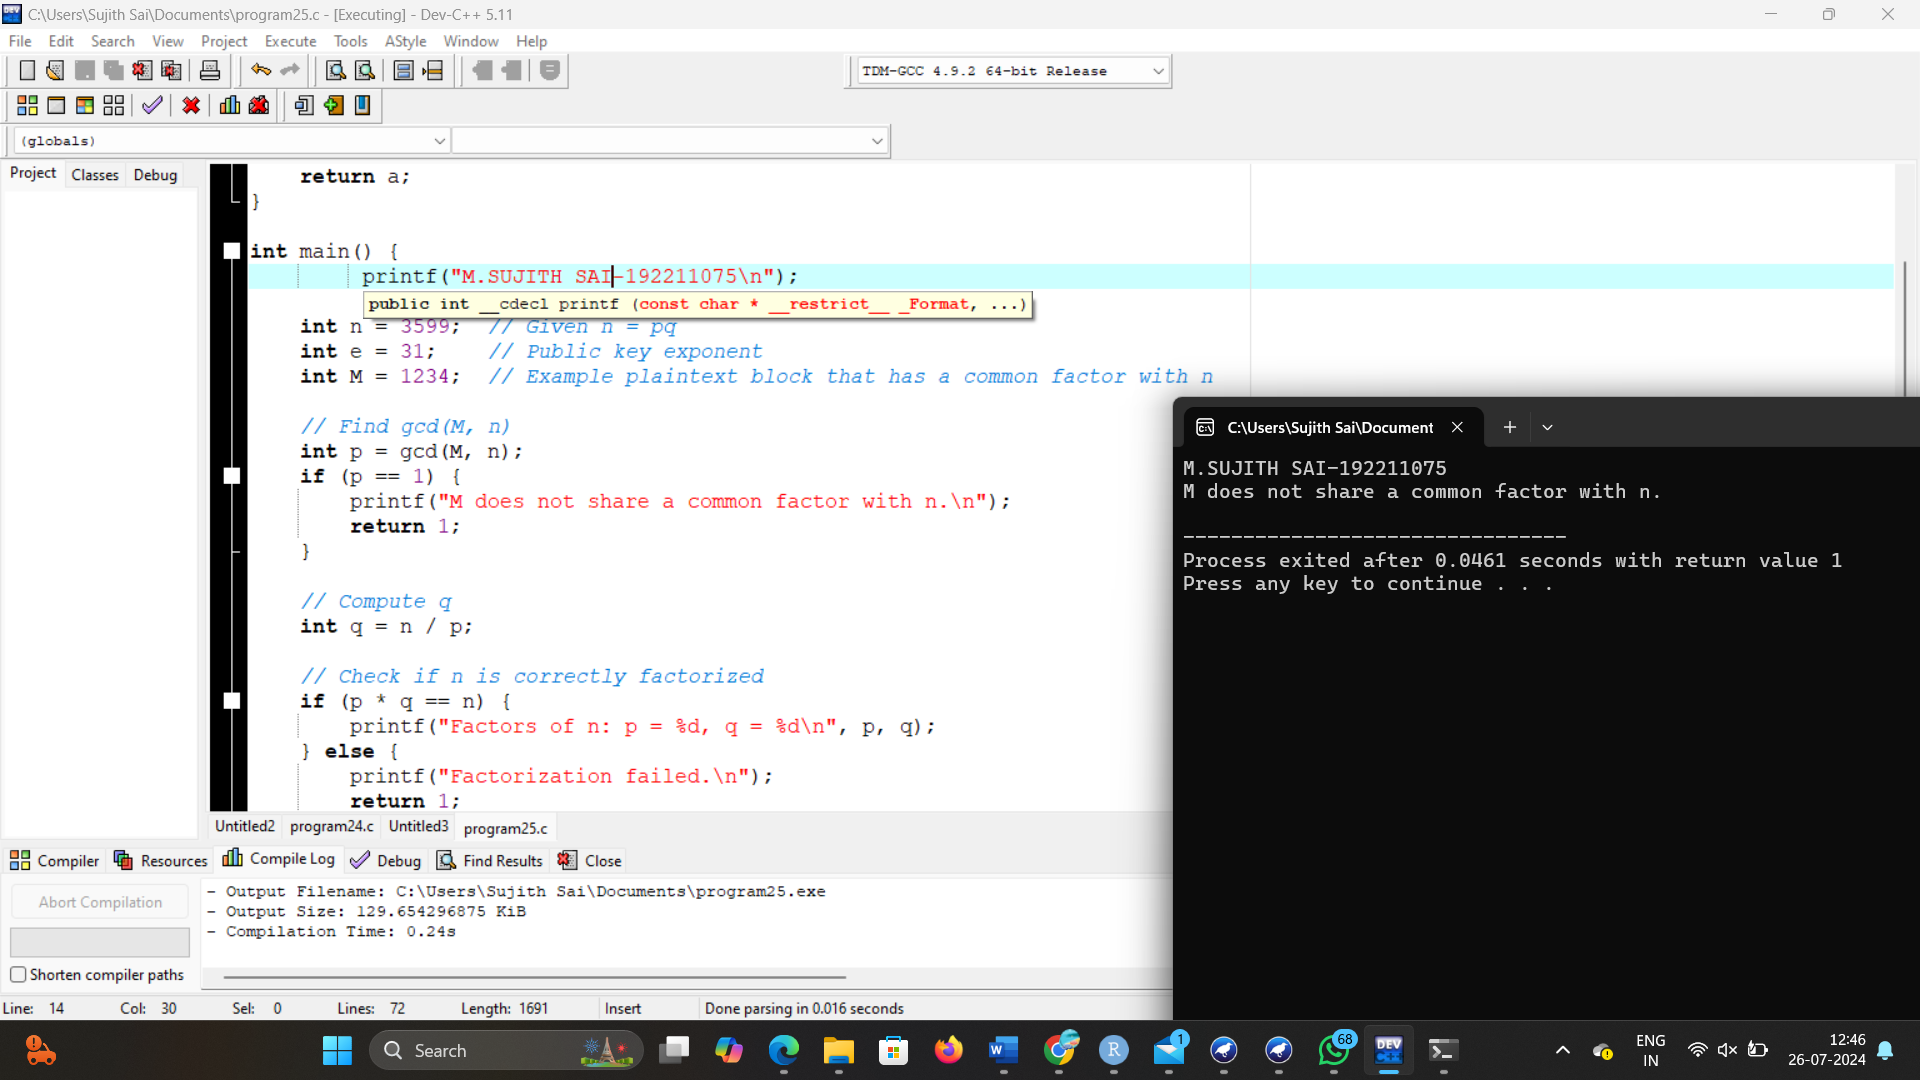 C:\Users\Sujith Sai\Documents\program25.c - [Executing] - Dev-C++ 5.11
File Edit Search View Project Execute Tools AStyle Window Help
TDM-GCC 4.9.2 64-bit Release
(globals)
Project Classes Debug
return a;
}
int main() {
printf("M.SUJITH SAI-192211075\n");
public int __cdecl printf (const char * __restrict__ _Format, ...)
int n = 3599; // Given n = pq
int e = 31; // Public key exponent
int M = 1234; // Example plaintext block that has a common factor with n
// Find gcd(M, n)
int p = gcd(M, n);
if (p == 1) {
printf("M does not share a common factor with n.\n");
return 1;
}
// Compute q
int q = n / p;
// Check if n is correctly factorized
if (p * q == n) {
printf("Factors of n: p = %d, q = %d\n", p, q);
} else {
printf("Factorization failed.\n");
return 1;
C:\Users\Sujith Sai\Document
M.SUJITH SAI-192211075
M does not share a common factor with n.
--------------------------------
Process exited after 0.0461 seconds with return value 1
Press any key to continue . . .
Untitled2 program24.c Untitled3 program25.c
Compiler Resources Compile Log Debug Find Results Close
Abort Compilation
Shorten compiler paths
- Output Filename: C:\Users\Sujith Sai\Documents\program25.exe
- Output Size: 129.654296875 KiB
- Compilation Time: 0.24s
Line: 14 Col: 30 Sel: 0 Lines: 72 Length: 1691 Insert Done parsing in 0.016 seconds
Search
W
R
1
68
DEV
C++
ENG
IN
12:46
26-07-2024